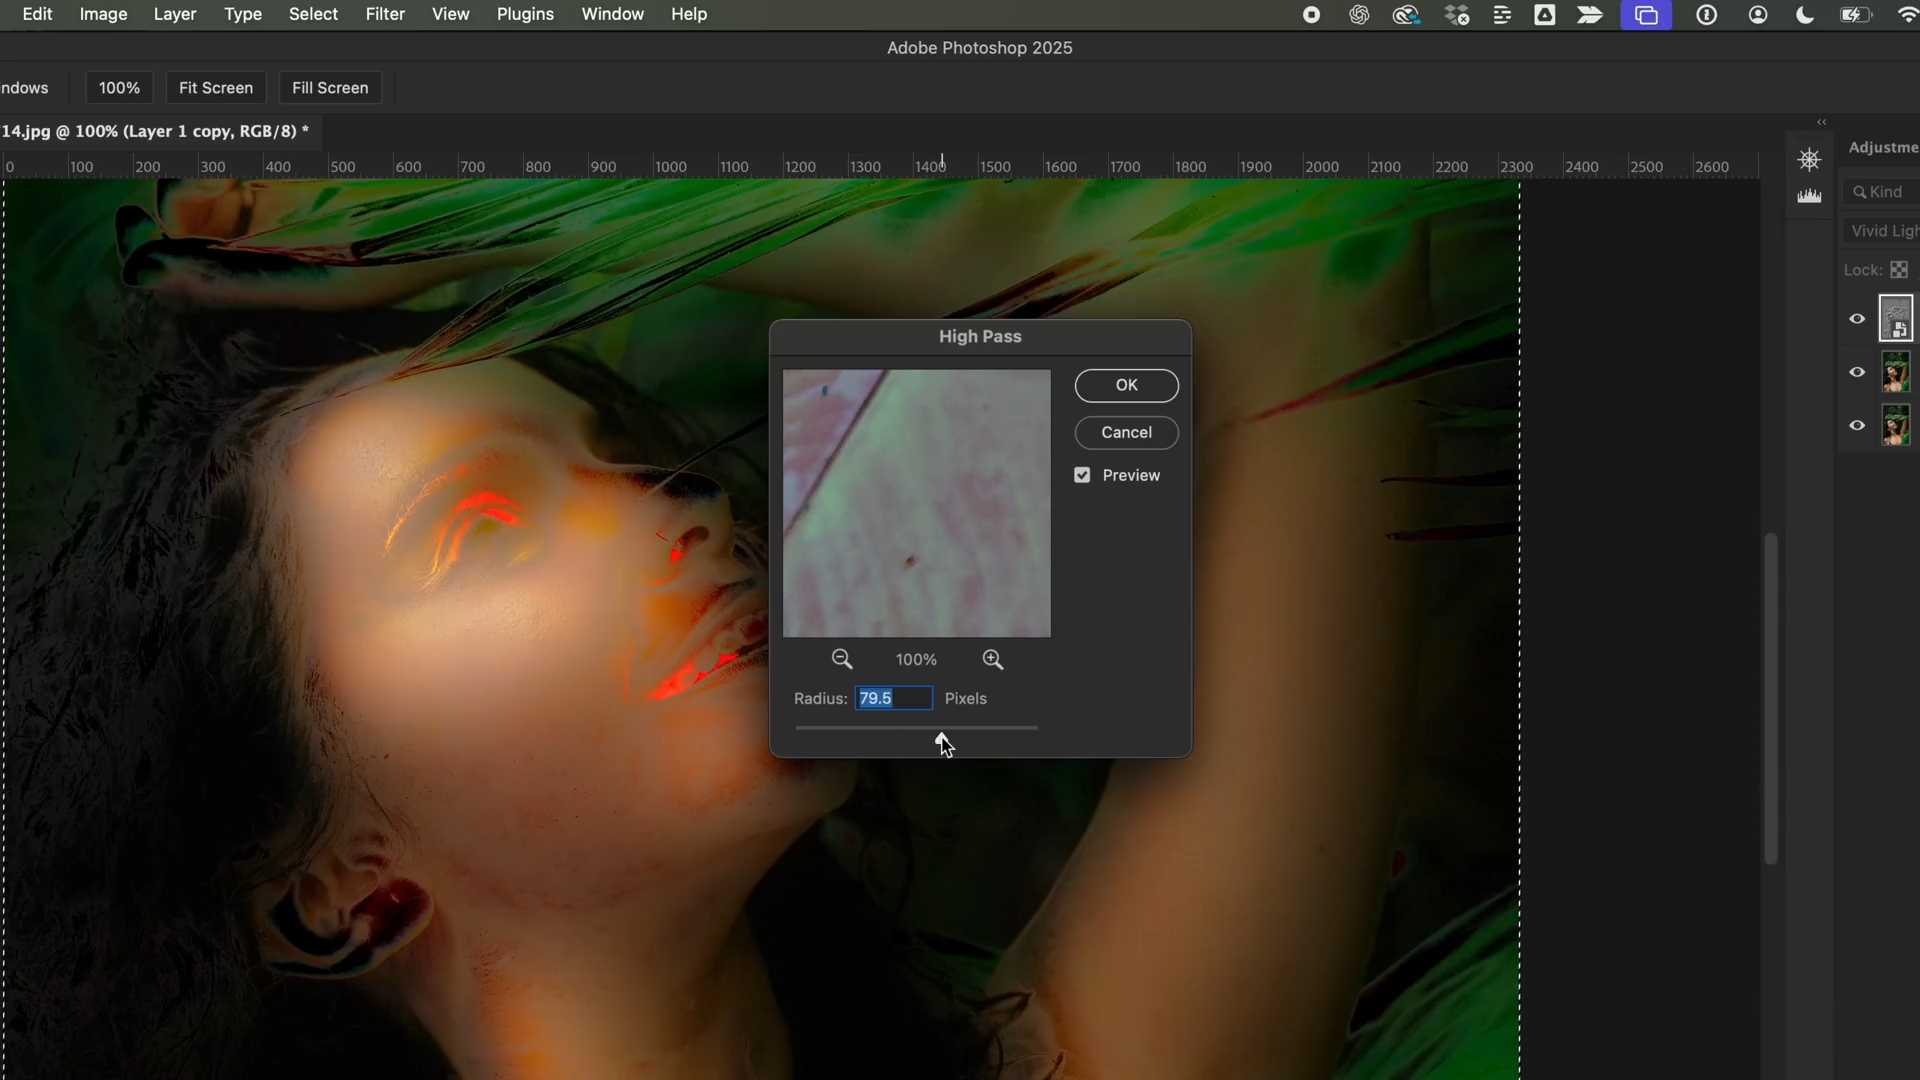 Edit Image Layer Type Select Filter View Plugins Window Help
Adobe Photoshop 2025
indows 100% Fit Screen Fill Screen
14.jpg @ 100% (Layer 1 copy, RGB/8) *
0 100 200 300 400 500 600 700 800 900 1000 1100 1200 1300 1400 1500 1600 1700 1800 1900 2000 2100 2200 2300 2400 2500 2600
Adjustme
Kind
Vivid Ligh
Lock:
High Pass
OK
Cancel
Preview
100%
Radius: 79.5 Pixels